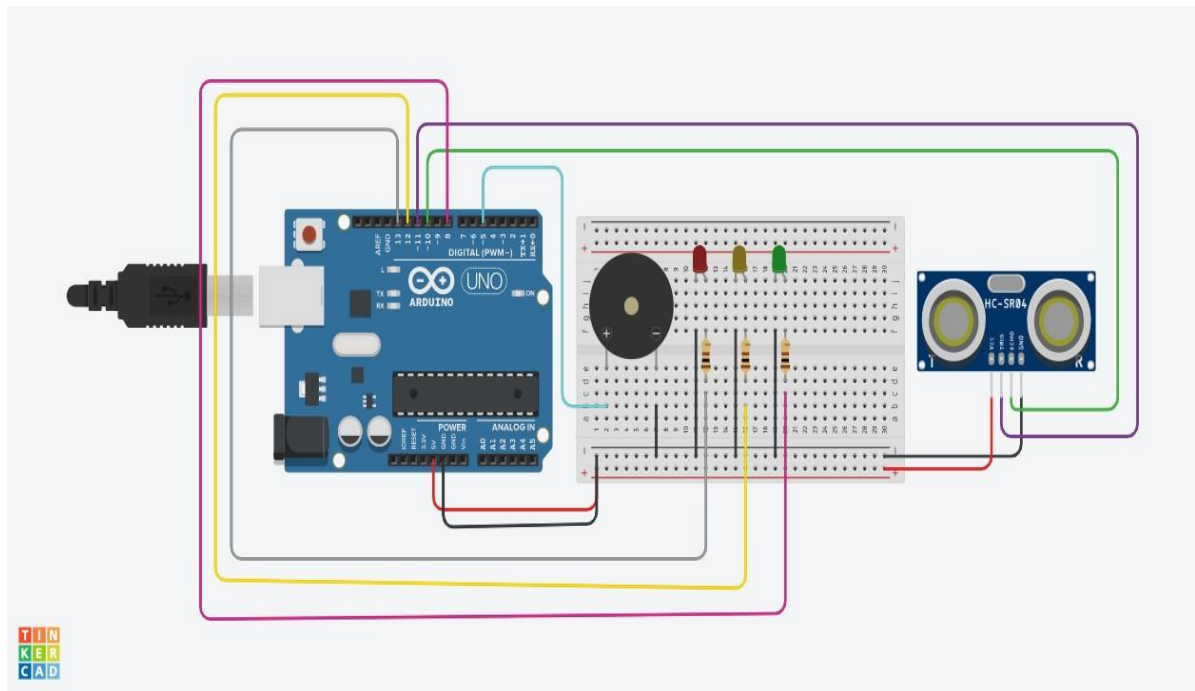 AREF
GND
13
12
~11
~10
~9
8
7
~6
~5
4
~3
2
TX→1
RX←0
DIGITAL (PWM~)
L
TX
RX
ARDUINO
UNO
ON
POWER
ANALOG IN
IOREF
RESET
3.3V
5V
GND
GND
Vin
A0
A1
A2
A3
A4
A5
HC-SR04
VCC
TRIG
ECHO
GND
T
R
TIN
KER
CAD